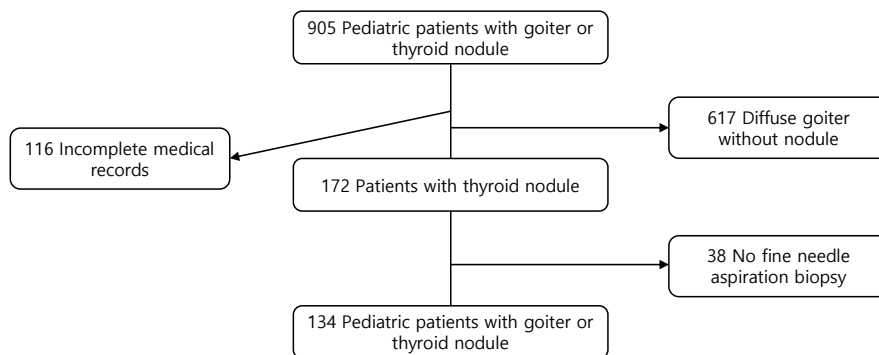 905 Pediatric patients with goiter or
thyroid nodule
617 Diffuse goiter
without nodule
116 Incomplete medical
records
172 Patients with thyroid nodule
38 No fine needle
aspiration biopsy
134 Pediatric patients with goiter or
thyroid nodule